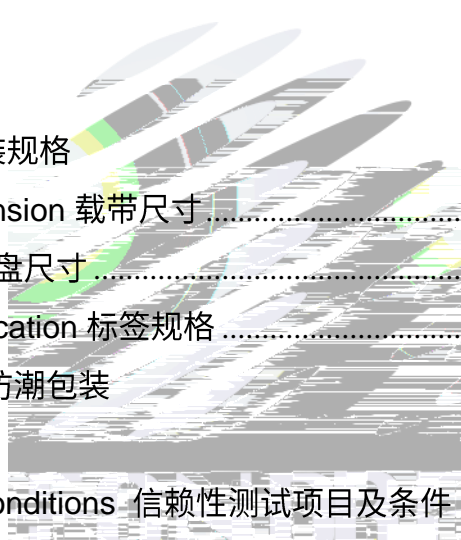 装规格
nsion 载带尺寸
盘尺寸
cation 标签规格
防潮包装
onditions 信赖性测试项目及条件